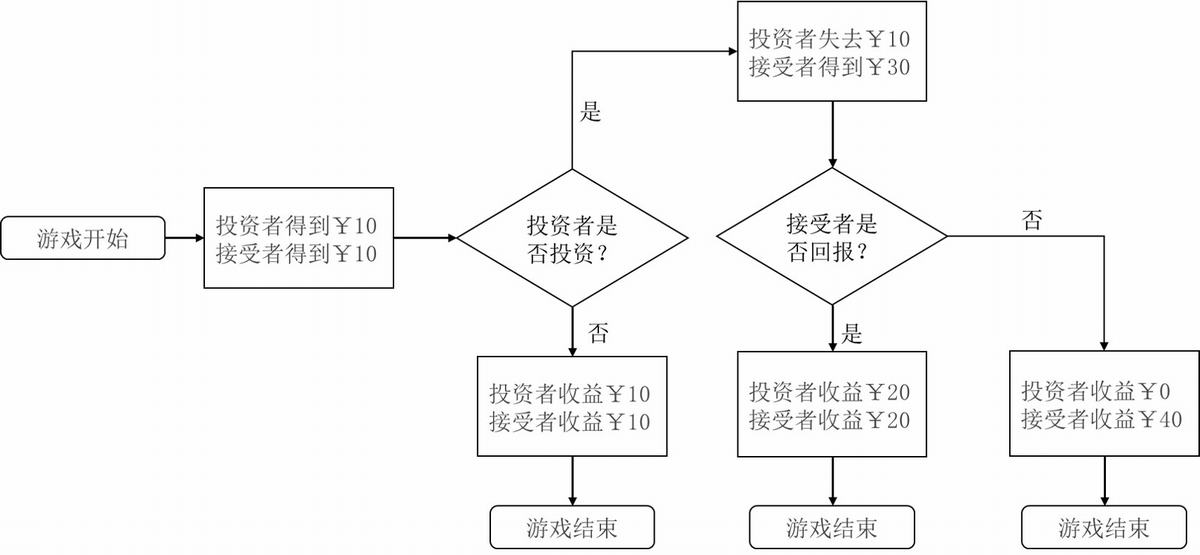 游戏开始
投资者得到￥10
接受者得到￥10
投资者是
否投资？
是
投资者失去￥10
接受者得到￥30
否
投资者收益￥10
接受者收益￥10
游戏结束
接受者是
否回报？
是
投资者收益￥20
接受者收益￥20
游戏结束
否
投资者收益￥0
接受者收益￥40
游戏结束